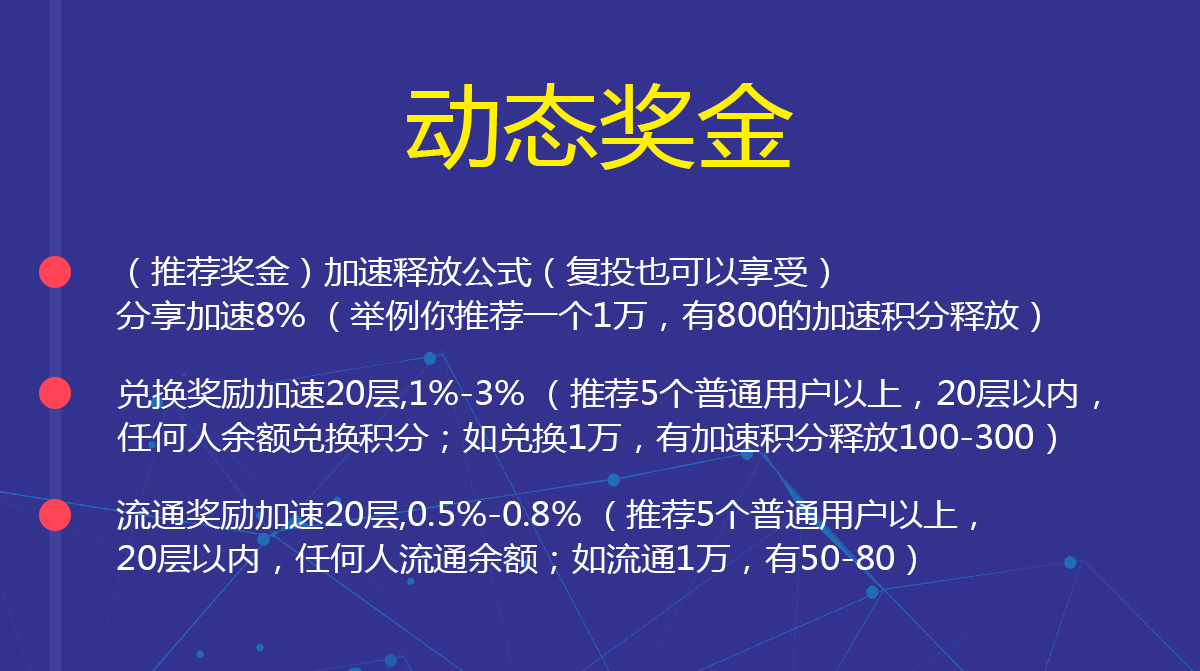 动态奖金
（推荐奖金）加速释放公式（复投也可以享受）
分享加速8%（举例你推荐一个1万，有800的加速积分释放）
兑换奖励加速20层,1%-3%（推荐5个普通用户以上，20层以内，
任何人余额兑换积分；如兑换1万，有加速积分释放100-300）
流通奖励加速20层,0.5%-0.8%（推荐5个普通用户以上，
20层以内，任何人流通余额；如流通1万，有50-80）